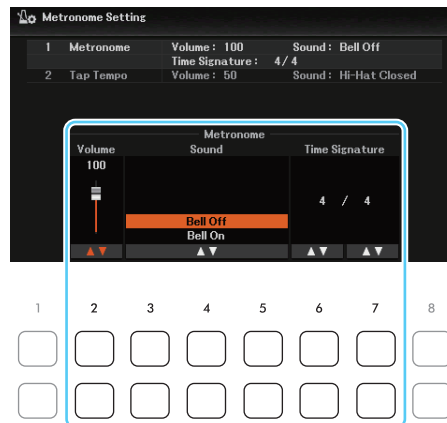 Metronome Setting
1 Metronome Volume : 100 Sound : Bell Off
Time Signature : 4/4
2 Tap Tempo Volume : 50 Sound : Hi-Hat Closed
Metronome
Volume Sound Time Signature
100
4 / 4
Bell Off
Bell On
1 2 3 4 5 6 7 8